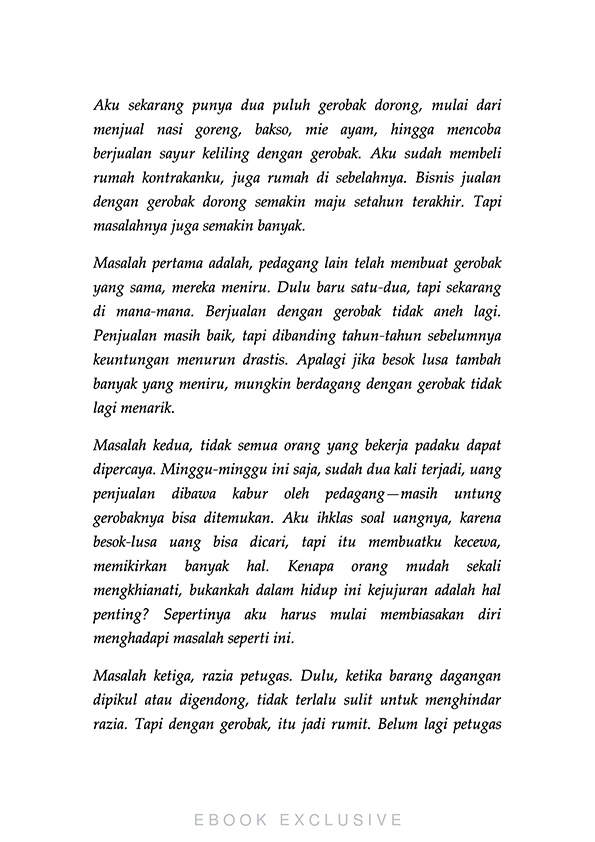 Aku sekarang punya dua puluh gerobak dorong, mulai dari
menjual nasi goreng, bakso, mie ayam, hingga mencoba
berjualan sayur keliling dengan gerobak. Aku sudah membeli
rumah kontrakanku, juga rumah di sebelahnya. Bisnis jualan
dengan gerobak dorong semakin maju setahun terakhir. Tapi
masalahnya juga semakin banyak.
Masalah pertama adalah, pedagang lain telah membuat gerobak
yang sama, mereka meniru. Dulu baru satu-dua, tapi sekarang
di mana-mana. Berjualan dengan gerobak tidak aneh lagi.
Penjualan masih baik, tapi dibanding tahun-tahun sebelumnya
keuntungan menurun drastis. Apalagi jika besok lusa tambah
banyak yang meniru, mungkin berdagang dengan gerobak tidak
lagi menarik.
Masalah kedua, tidak semua orang yang bekerja padaku dapat
dipercaya. Minggu-minggu ini saja, sudah dua kali terjadi, uang
penjualan dibawa kabur oleh pedagang—masih untung
gerobaknya bisa ditemukan. Aku ihklas soal uangnya, karena
besok-lusa uang bisa dicari, tapi itu membuatku kecewa,
memikirkan banyak hal. Kenapa orang mudah sekali
mengkhianati, bukankah dalam hidup ini kejujuran adalah hal
penting? Sepertinya aku harus mulai membiasakan diri
menghadapi masalah seperti ini.
Masalah ketiga, razia petugas. Dulu, ketika barang dagangan
dipikul atau digendong, tidak terlalu sulit untuk menghindar
razia. Tapi dengan gerobak, itu jadi rumit. Belum lagi petugas
EBOOK EXCLUSIVE